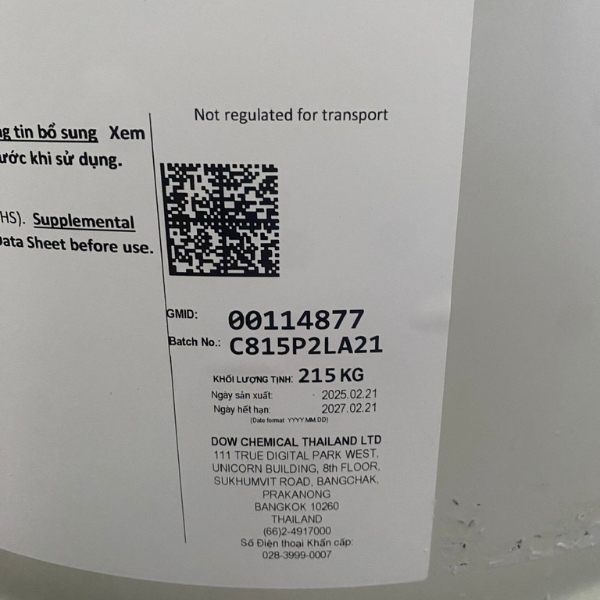 Not regulated for transport
tin bổ sung Xem
khi sử dụng.
HS). Supplemental
Data Sheet before use.
GMID: 00114877
Batch No.: C815P2LA21
KHỐI LƯỢNG TỊNH: 215 KG
Ngày sản xuất: 2025.02.21
Ngày hết hạn: 2027.02.21
(Date format YYYY.MM.DD)
DOW CHEMICAL THAILAND LTD
111 TRUE DIGITAL PARK WEST,
UNICORN BUILDING, 8th FLOOR,
SUKHUMVIT ROAD, BANGCHAK,
PRAKANONG
BANGKOK 10260
THAILAND
(66)2-4917000
Số Điện thoại Khẩn cấp:
028-3999-0007